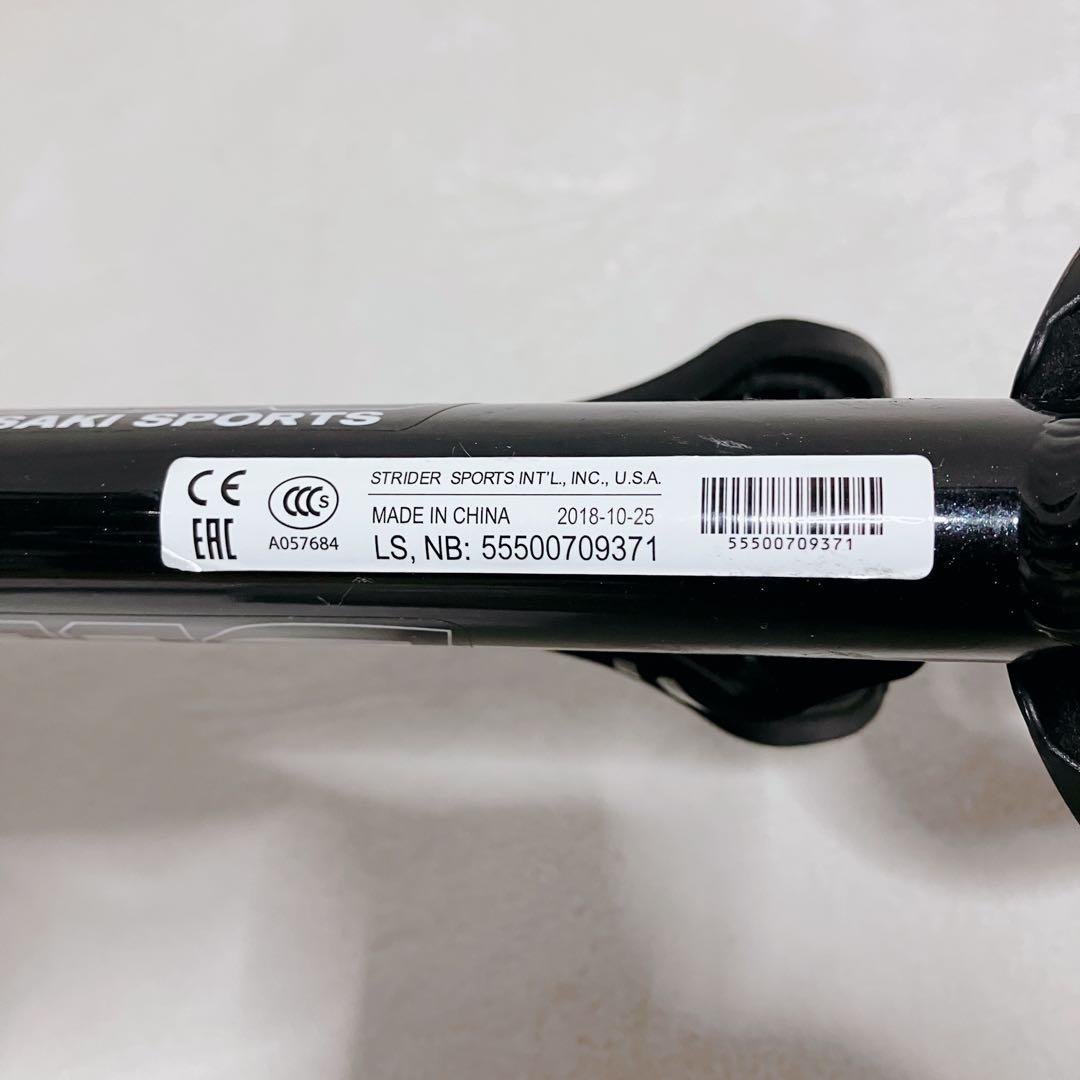 SAKI SPORTS
CE
EAC
CCC S
A057684
STRIDER SPORTS INT'L., INC., U.S.A.
MADE IN CHINA 2018-10-25
LS, NB: 55500709371
55500709371